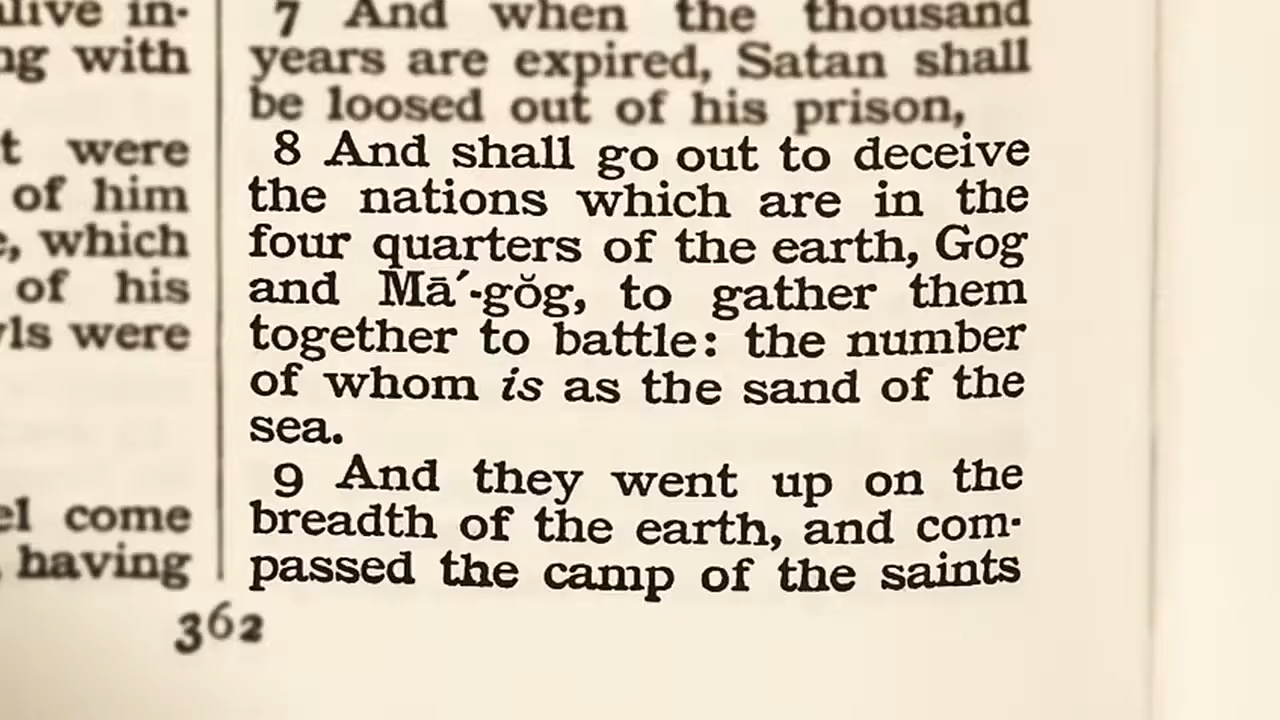 alive in-
ng with
t were
of him
e, which
of his
wls were
el come
, having
7 And when the thousand
years are expired, Satan shall
be loosed out of his prison,
8 And shall go out to deceive
the nations which are in the
four quarters of the earth, Gog
and Mā′-gŏg, to gather them
together to battle: the number
of whom is as the sand of the
sea.
9 And they went up on the
breadth of the earth, and com-
passed the camp of the saints
362